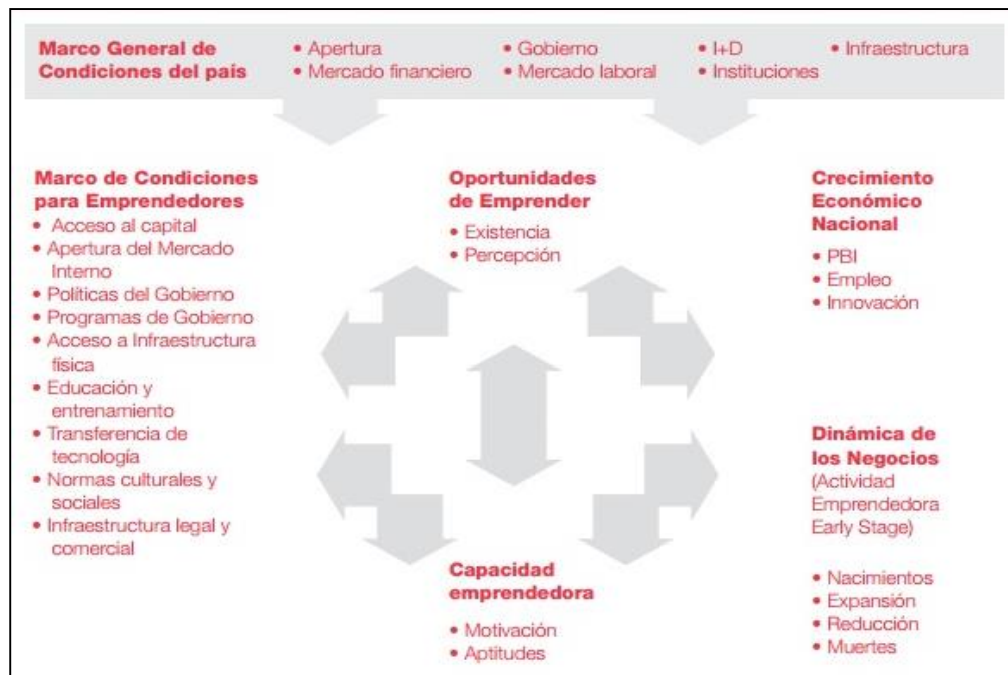 Marco General de
Condiciones del país
• Apertura
• Mercado financiero
• Gobierno
• Mercado laboral
• I+D
• Instituciones
• Infraestructura
Marco de Condiciones
para Emprendedores
• Acceso al capital
• Apertura del Mercado
Interno
• Políticas del Gobierno
• Programas de Gobierno
• Acceso a Infraestructura
física
• Educación y
entrenamiento
• Transferencia de
tecnología
• Normas culturales y
sociales
• Infraestructura legal y
comercial
Oportunidades
de Emprender
• Existencia
• Percepción
Capacidad
emprendedora
• Motivación
• Aptitudes
Crecimiento
Económico
Nacional
• PBI
• Empleo
• Innovación
Dinámica de
los Negocios
(Actividad
Emprendedora
Early Stage)
• Nacimientos
• Expansión
• Reducción
• Muertes